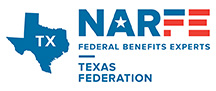 TX
NARFE
FEDERAL BENEFITS EXPERTS
TEXAS
FEDERATION